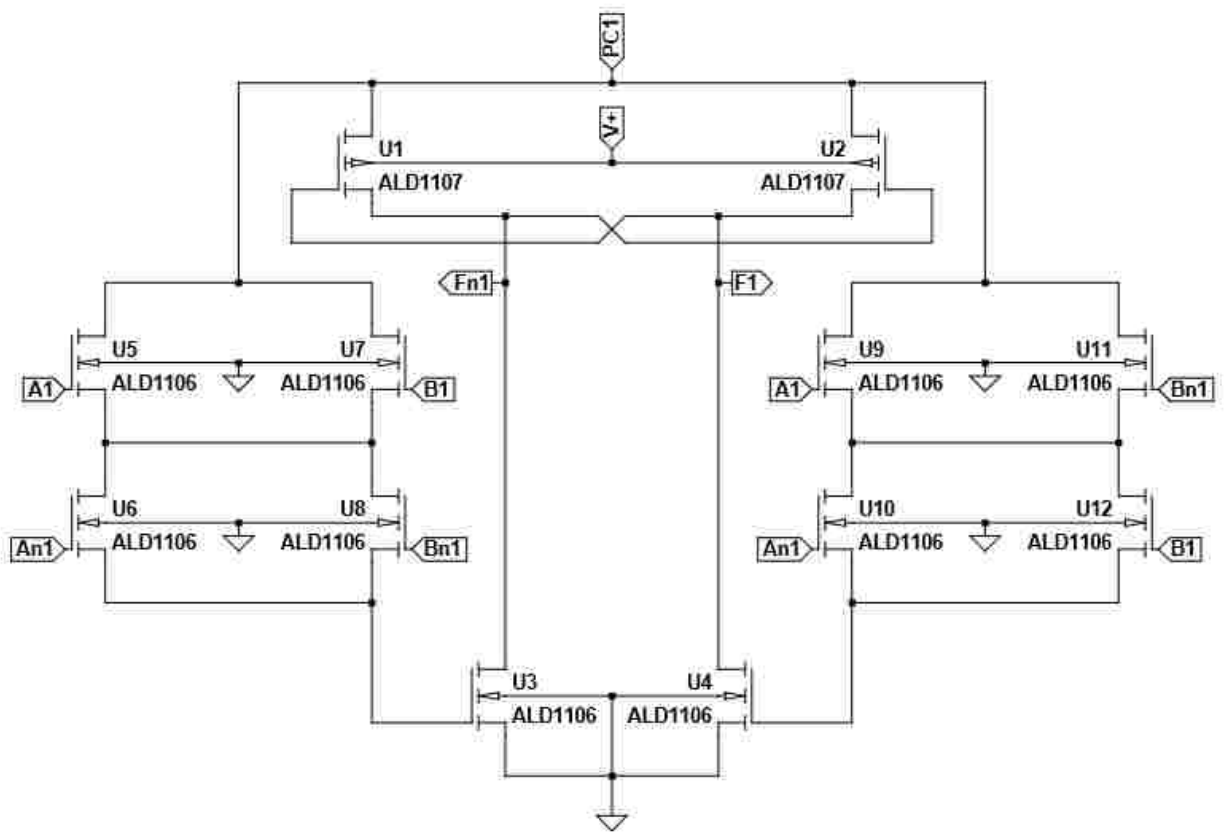 PC1
V+
U1 U2
ALD1107 ALD1107
Fn1 F1
U5 U7 U9 U11
ALD1106 ALD1106 ALD1106 ALD1106
A1 B1 A1 Bn1
U6 U8 U10 U12
ALD1106 ALD1106 ALD1106 ALD1106
An1 Bn1 An1 B1
U3 U4
ALD1106 ALD1106